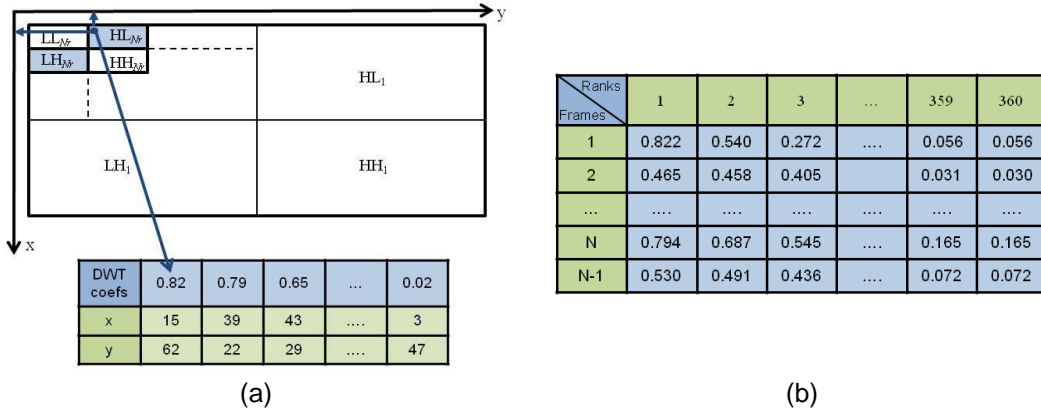 y
LL_Nr HL_Nr
LH_Nr HH_Nr
HL₁
LH₁ HH₁
x
DWT coefs 0.82 0.79 0.65 ... 0.02
x 15 39 43 .... 3
y 62 22 29 .... 47
(a)
Ranks
Frames
1 2 3 ... 359 360
1 0.822 0.540 0.272 .... 0.056 0.056
2 0.465 0.458 0.405 0.031 0.030
... .... .... .... .... ....
N 0.794 0.687 0.545 .... 0.165 0.165
N-1 0.530 0.491 0.436 0.072 0.072
(b)